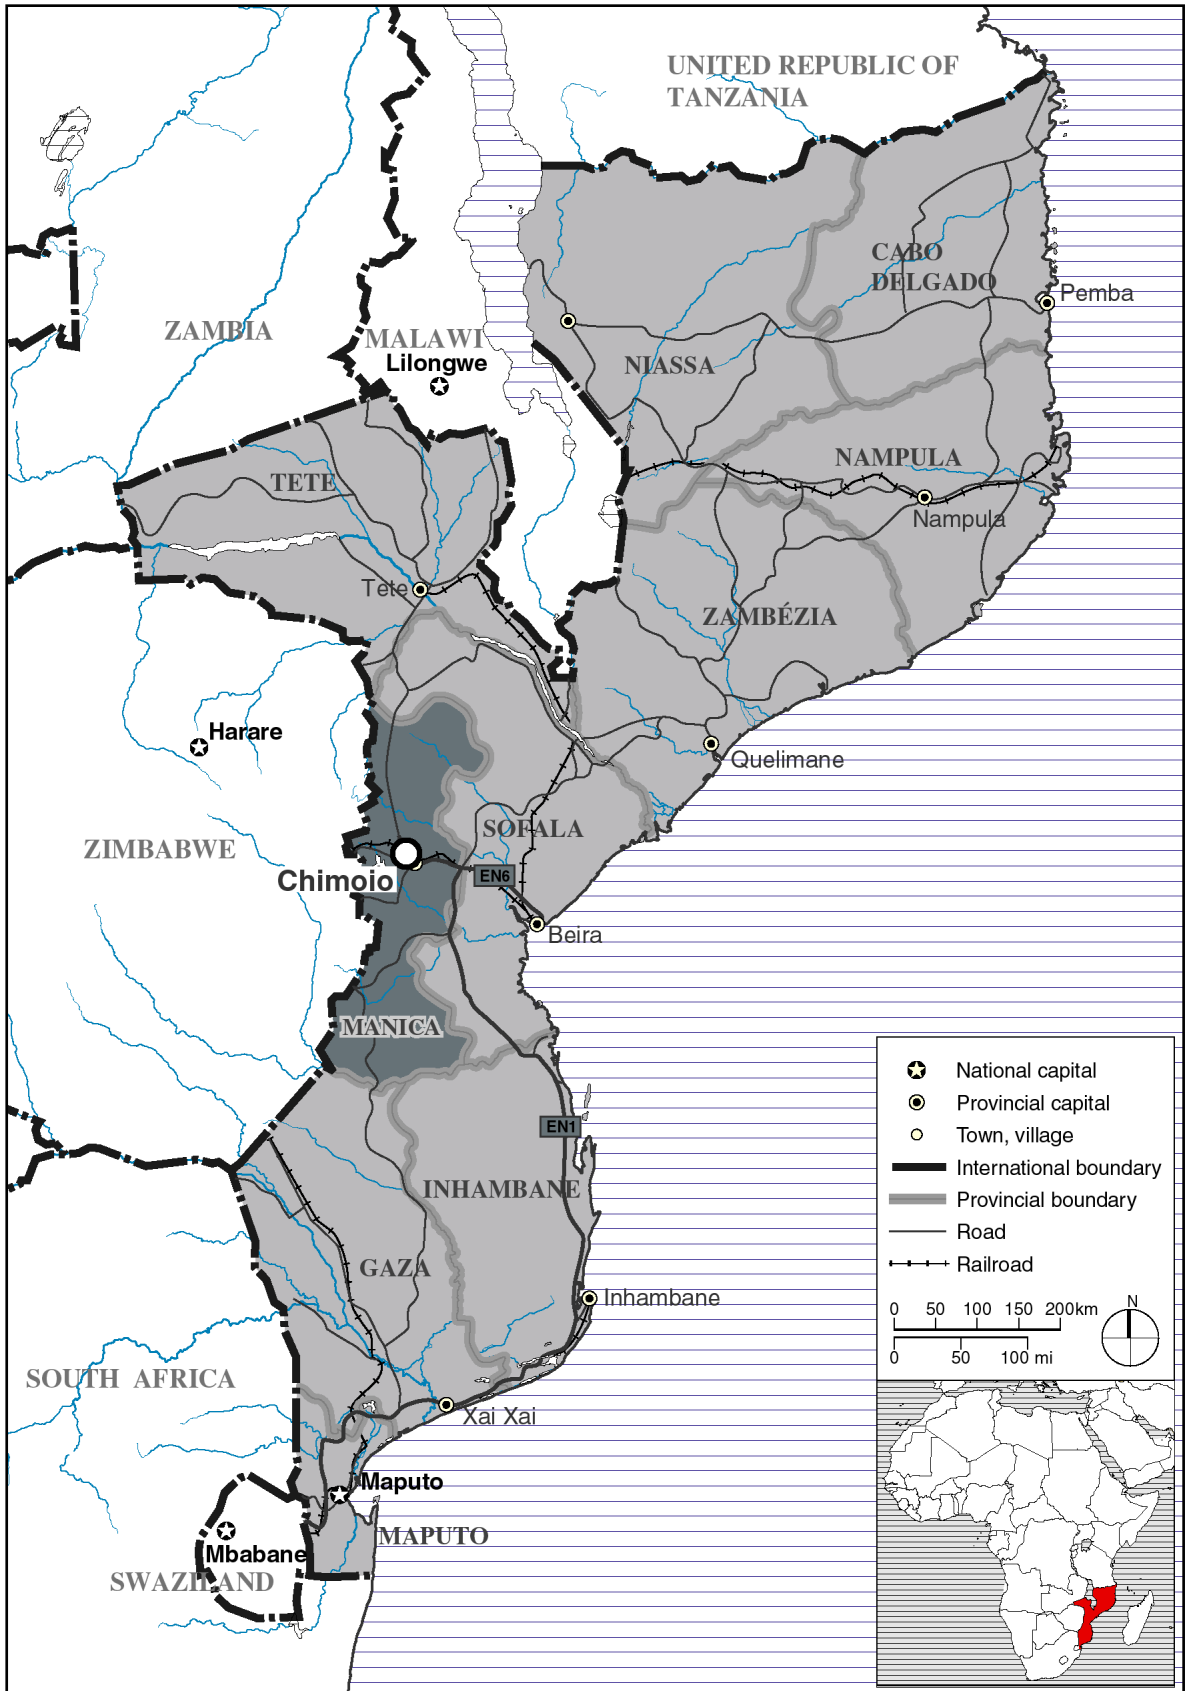 UNITED REPUBLIC OF
TANZANIA
CABO
DELGADO
Pemba
ZAMBIA
MALAWI
Lilongwe
NIASSA
NAMPULA
TETE
Nampula
Tete
ZAMBÉZIA
Harare
Quelimane
SOFALA
ZIMBABWE
Chimoio
EN6
Beira
MANICA
National capital
Provincial capital
EN1
Town, village
International boundary
INHAMBANE
Provincial boundary
Road
GAZA
Railroad
Inhambane
0 50 100 150 200km
N
0 50 100 mi
SOUTH AFRICA
Xai Xai
Maputo
MAPUTO
Mbabane
SWAZILAND